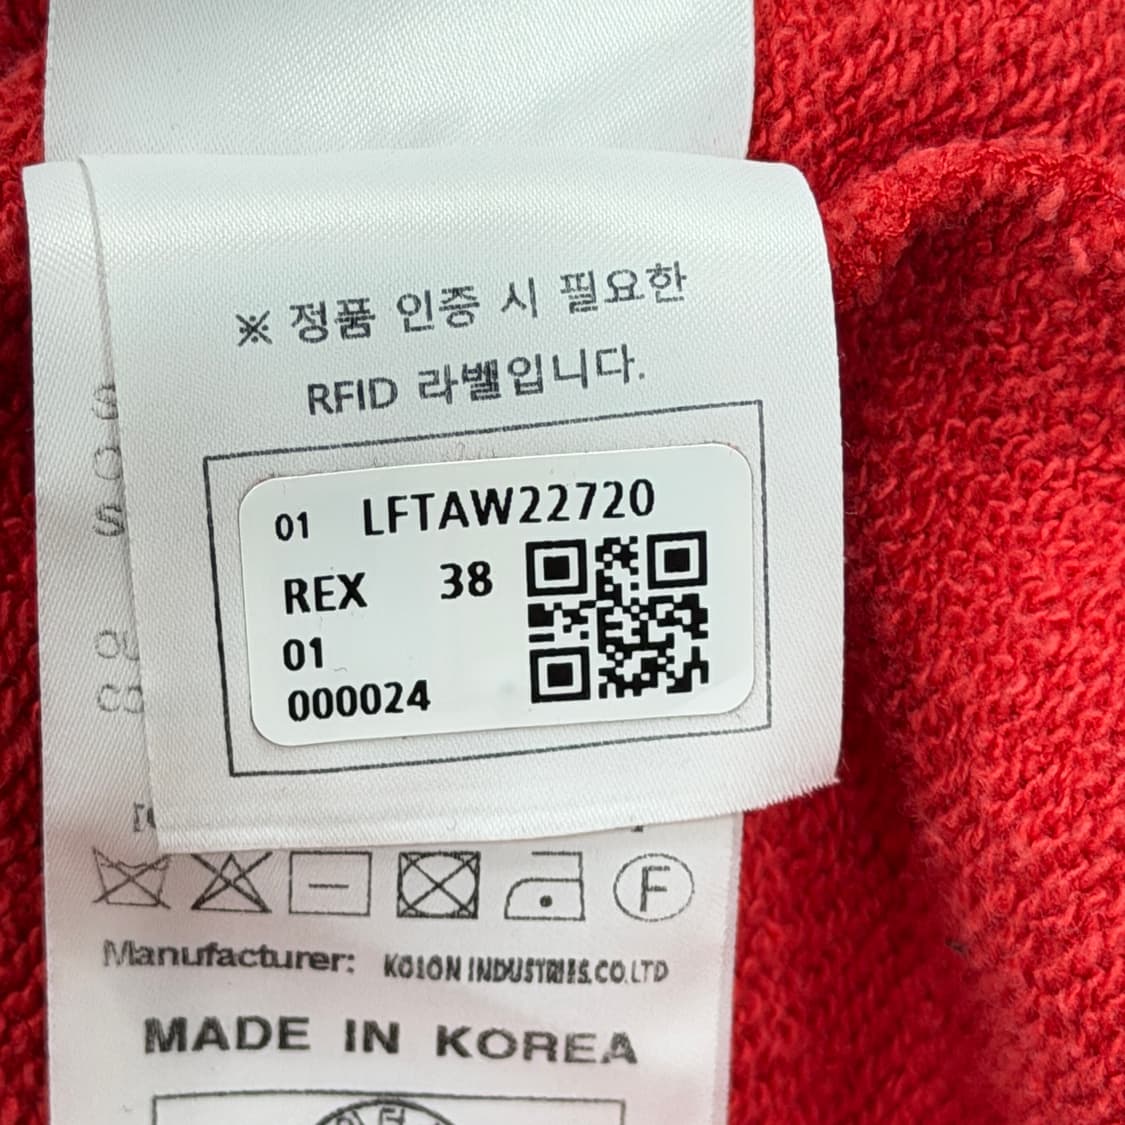 ※ 정품 인증 시 필요한
RFID 라벨입니다.
01 LFTAW22720
REX 38
01
000024
F
Manufacturer: KOLON INDUSTRIES.CO.LTD
MADE IN KOREA